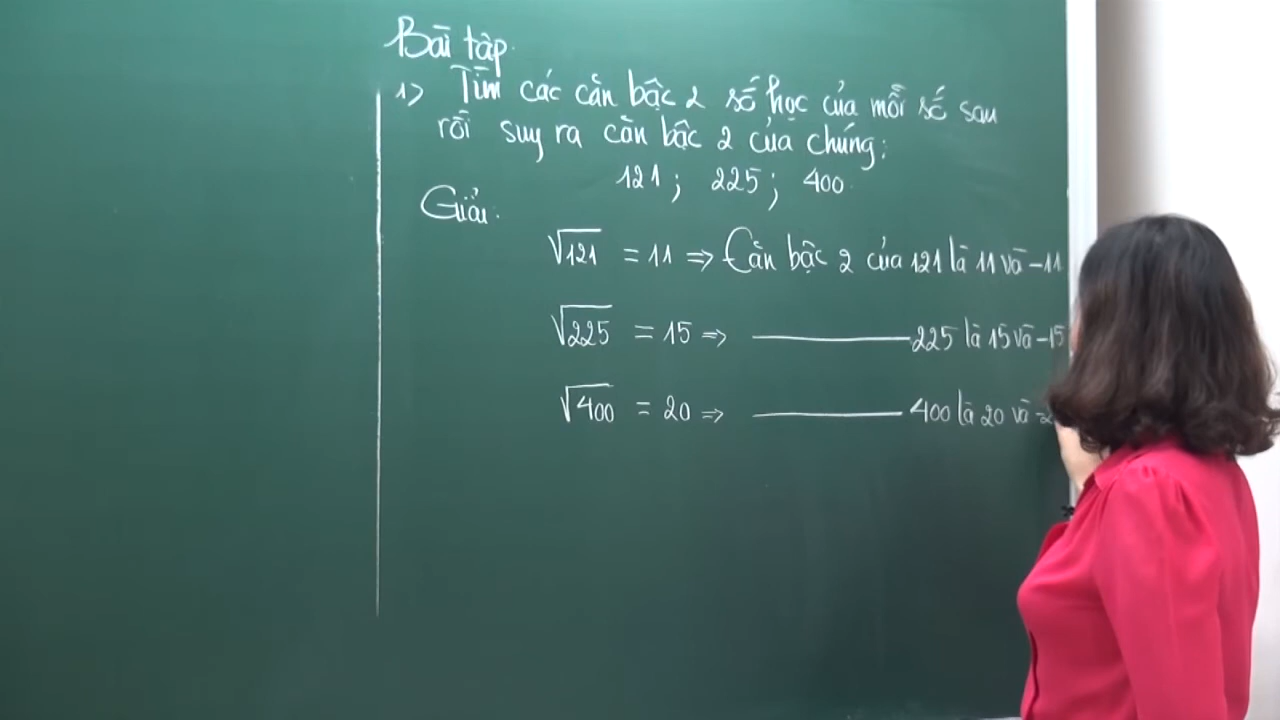 Bài tập.
1> Tìm các căn bậc 2 số học của mỗi số sau
rồi suy ra căn bậc 2 của chúng:
121 ; 225 ; 400.
Giải:
√121 = 11 => Căn bậc 2 của 121 là 11 và -11
√225 = 15 => ——— 225 là 15 và -15
√400 = 20 => ——— 400 là 20 và -2